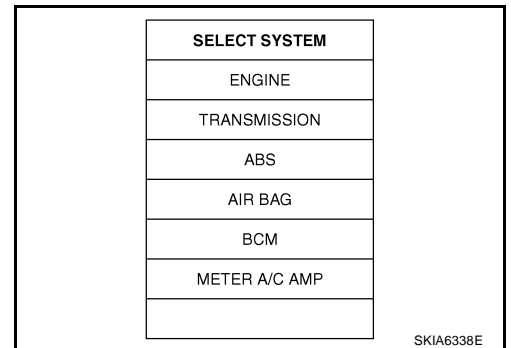 SELECT SYSTEM
ENGINE
TRANSMISSION
ABS
AIR BAG
BCM
METER A/C AMP
SKIA6338E